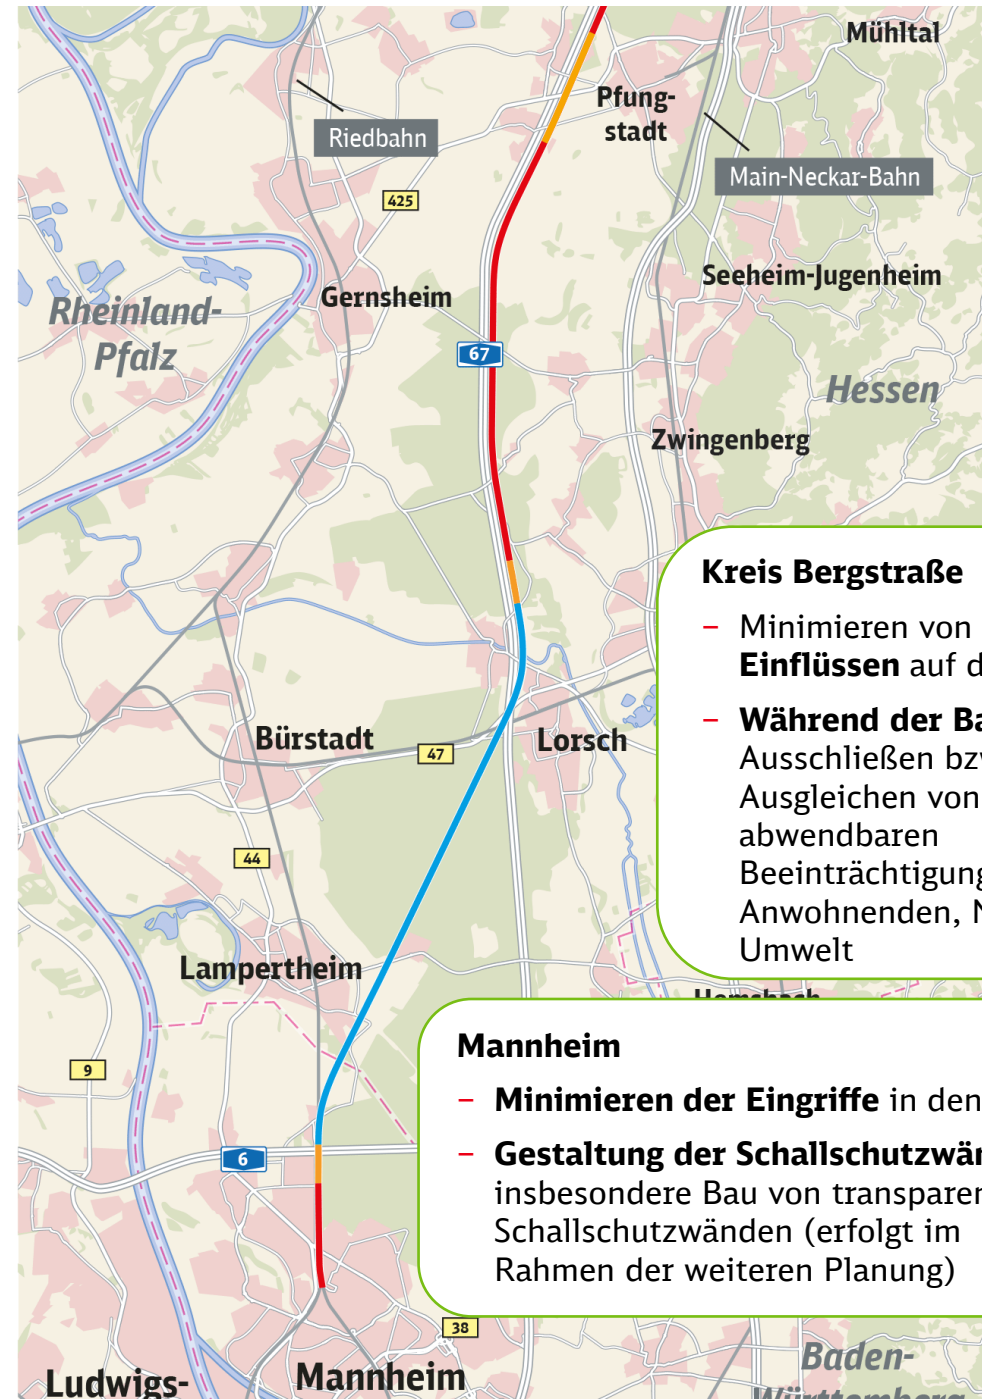 Mühltal
Pfung-
stadt
Riedbahn
Main-Neckar-Bahn
425
Seeheim-Jugenheim
Rheinland-
Pfalz
Gernsheim
67
Hessen
Zwingenberg
Kreis Bergstraße
– Minimieren von
Einflüssen auf d
– Während der Ba
Ausschließen bzw
Ausgleichen von
abwendbaren
Beeinträchtigung
Anwohnenden, N
Umwelt
Bürstadt
47
Lorsch
44
Lampertheim
Hemsbach
9
Mannheim
– Minimieren der Eingriffe in den
– Gestaltung der Schallschutzwän
insbesondere Bau von transparen
Schallschutzwänden (erfolgt im
Rahmen der weiteren Planung)
6
38
Ludwigs-
Mannheim
Baden-
Württemberg